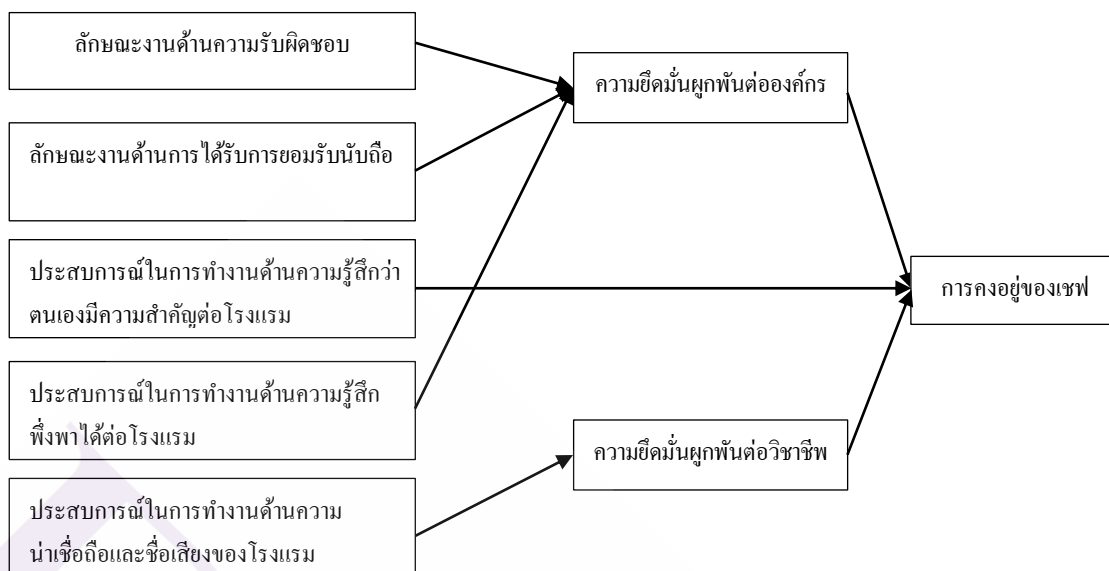 ลักษณะงานด้านความรับผิดชอบ
ลักษณะงานด้านการได้รับการยอมรับนับถือ
ประสบการณ์ในการทำงานด้านความรู้สึกว่า
ตนเองมีความสำคัญต่อโรงแรม
ประสบการณ์ในการทำงานด้านความรู้สึก
พึ่งพาได้ต่อโรงแรม
ประสบการณ์ในการทำงานด้านความ
น่าเชื่อถือและชื่อเสียงของโรงแรม
ความยึดมั่นผูกพันต่อองค์กร
ความยึดมั่นผูกพันต่อวิชาชีพ
การคงอยู่ของเชฟ